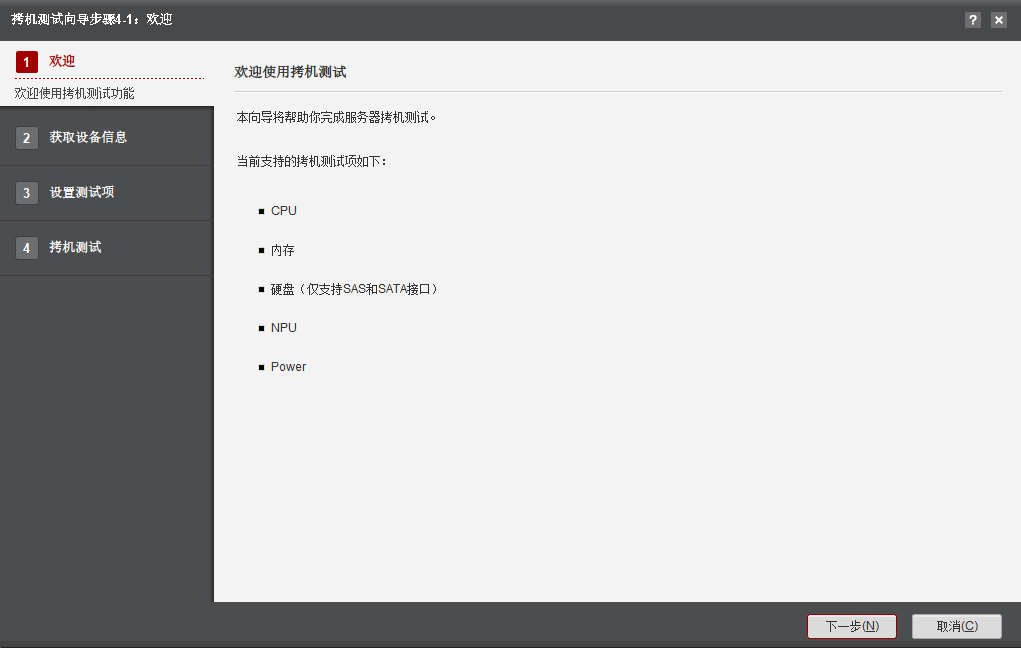 拷机测试向导步骤4-1：欢迎
?
×
1 欢迎
欢迎使用拷机测试功能
2 获取设备信息
3 设置测试项
4 拷机测试
欢迎使用拷机测试
本向导将帮助你完成服务器拷机测试。
当前支持的拷机测试项如下：
CPU
内存
硬盘（仅支持SAS和SATA接口）
NPU
Power
下一步(N)
取消(C)